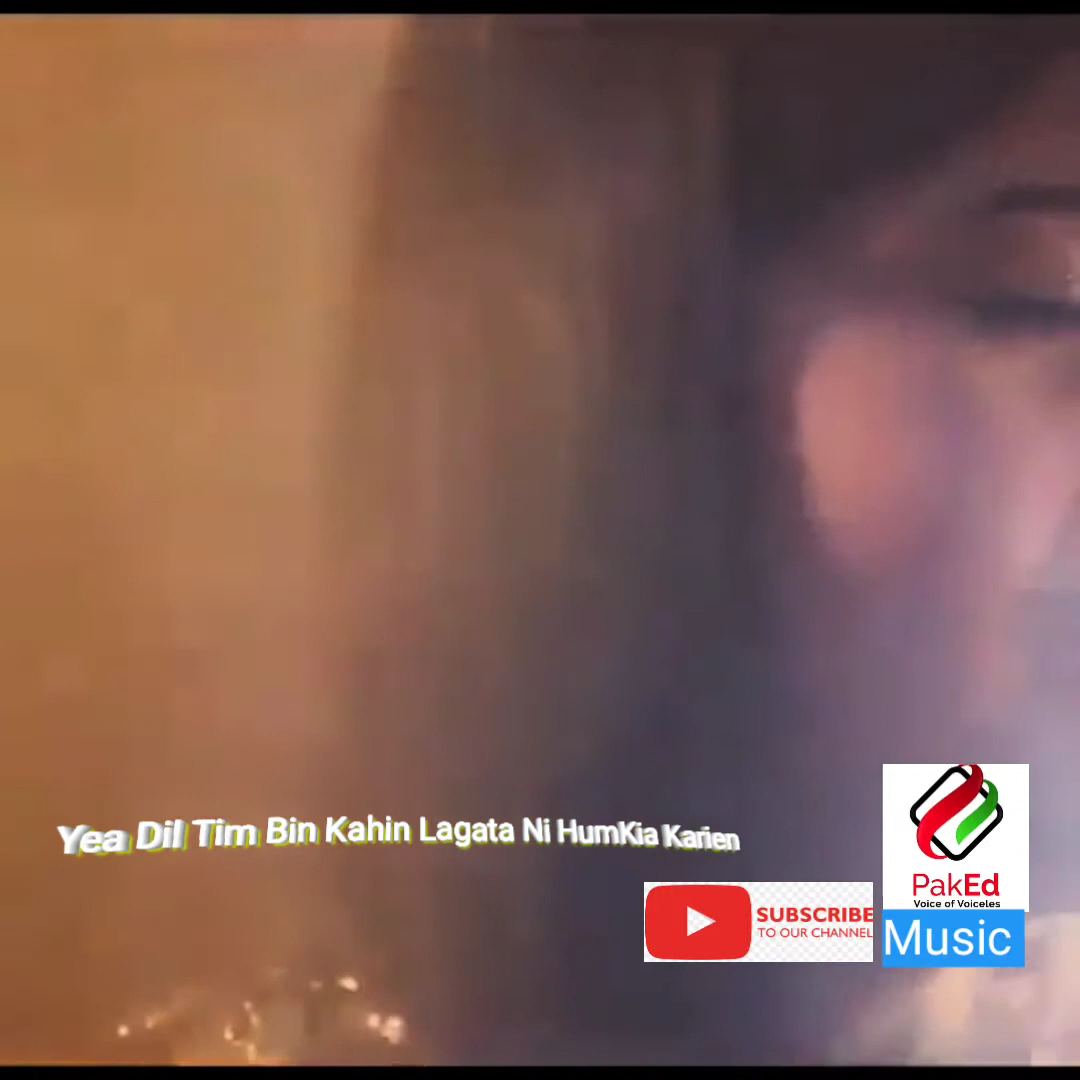 Yea Dil Tim Bin Kahin Lagata Ni HumKia Karien
PakEd
Voice of Voiceles
SUBSCRIBE
TO OUR CHANNEL
Music